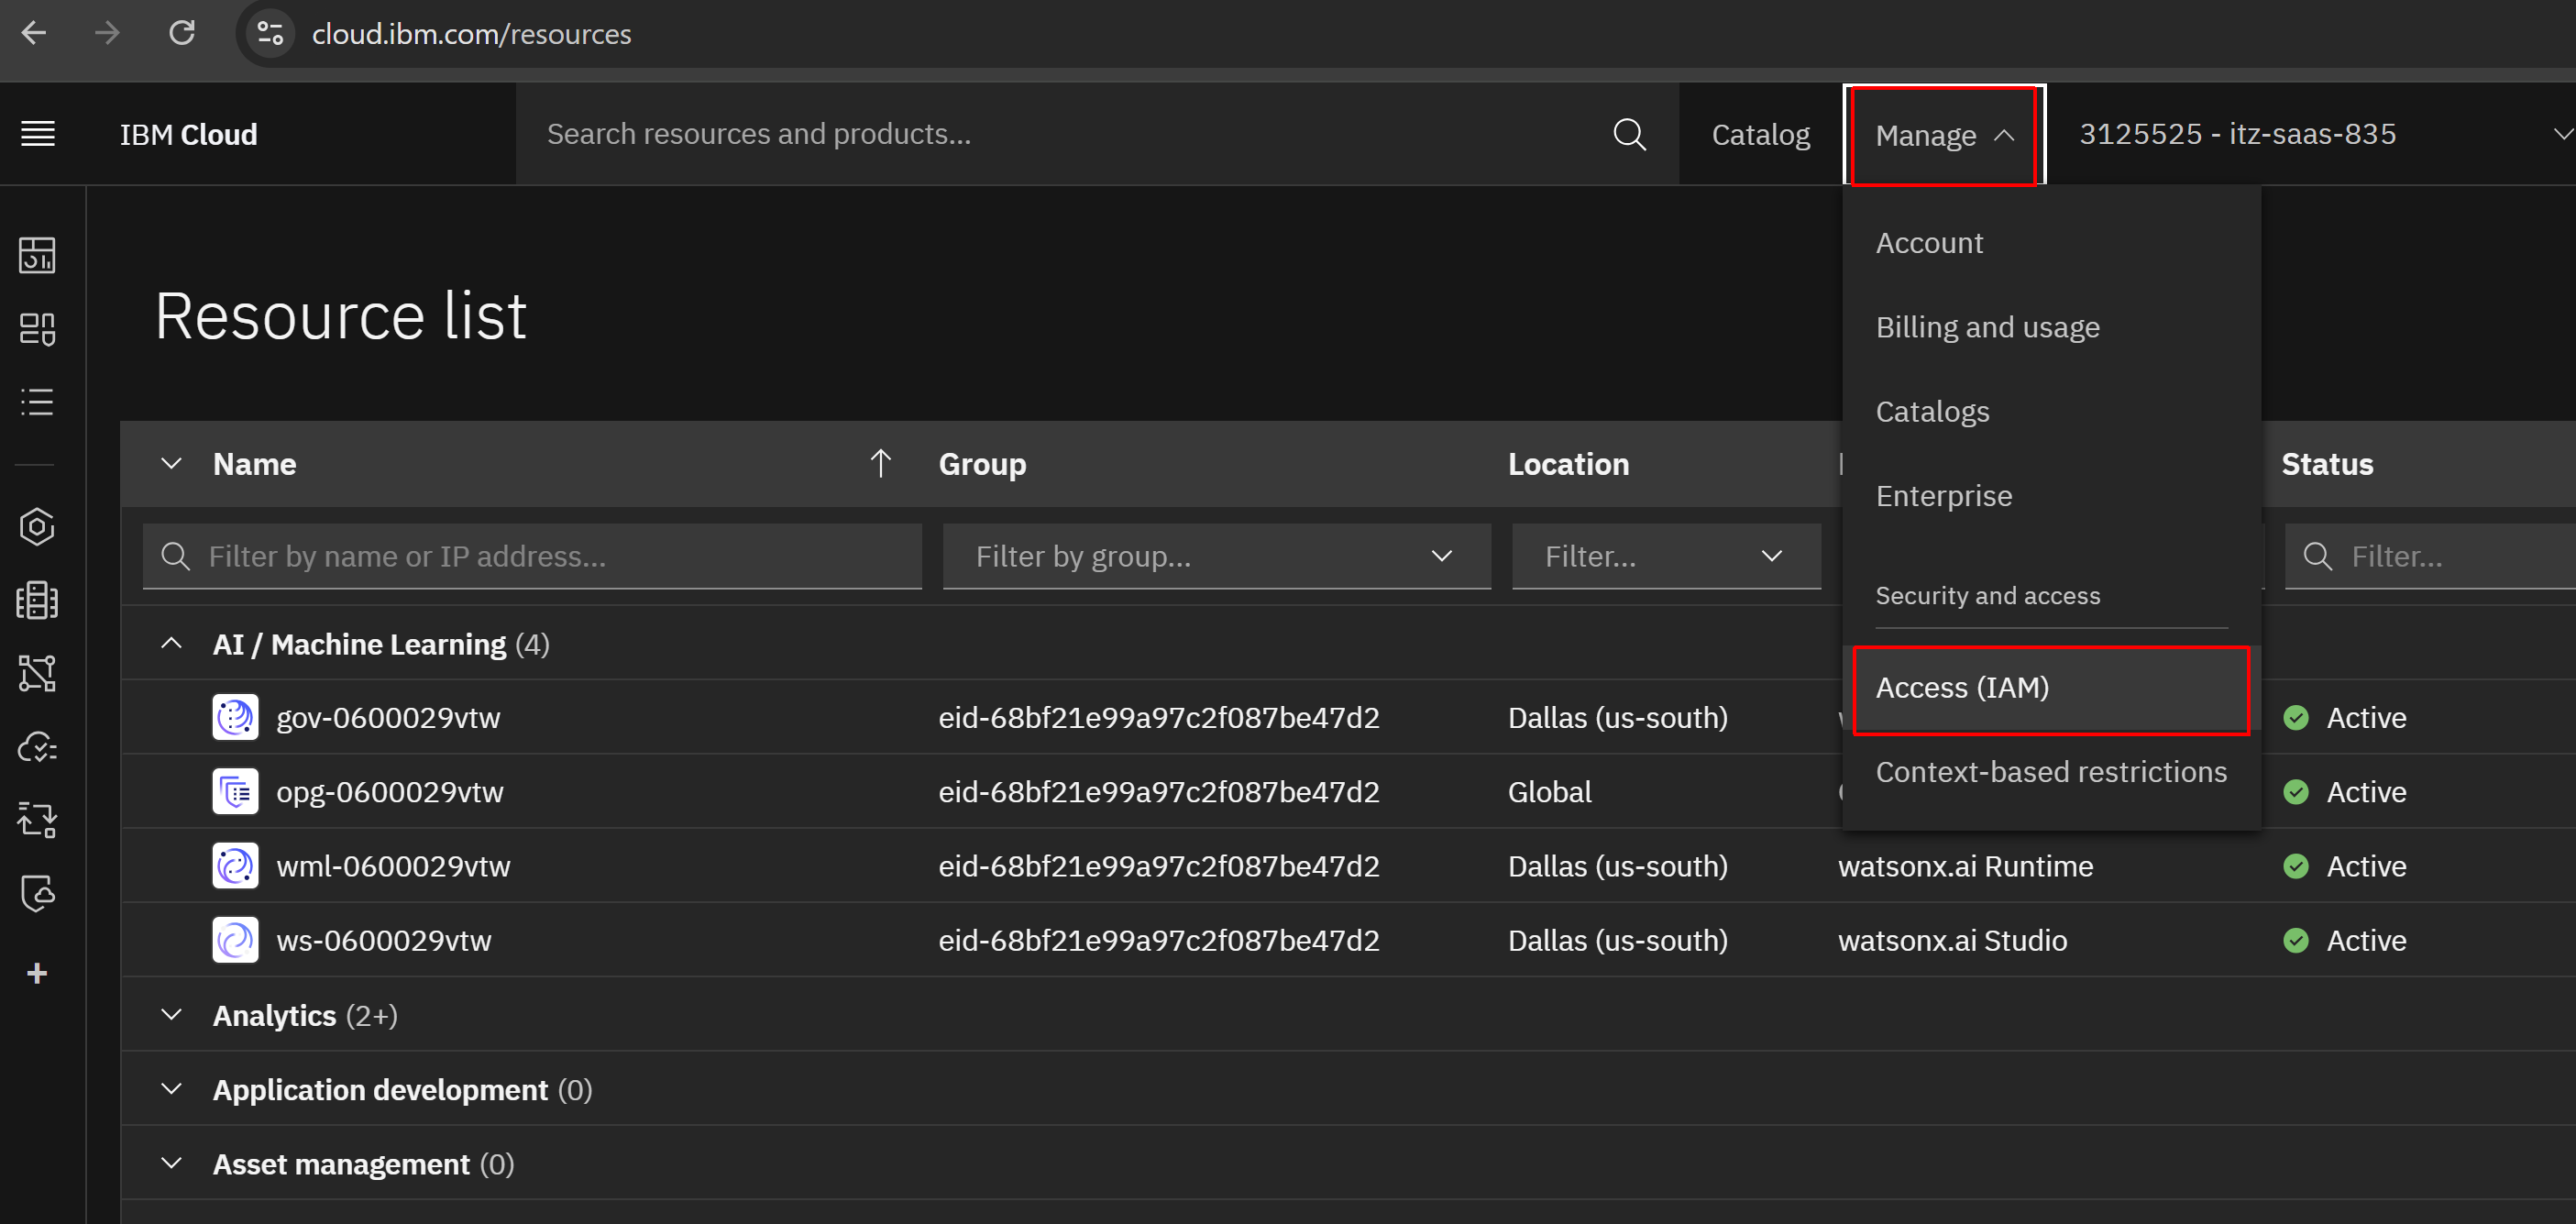 cloud.ibm.com/resources
IBM Cloud
Search resources and products...
Catalog
Manage
3125525 - itz-saas-835
Account
Billing and usage
Catalogs
Enterprise
Security and access
Access (IAM)
Context-based restrictions
Resource list
Name Group Location Status
Filter by name or IP address... Filter by group... Filter... Filter...
AI / Machine Learning (4)
gov-0600029vtw eid-68bf21e99a97c2f087be47d2 Dallas (us-south) Active
opg-0600029vtw eid-68bf21e99a97c2f087be47d2 Global Active
wml-0600029vtw eid-68bf21e99a97c2f087be47d2 Dallas (us-south) watsonx.ai Runtime Active
ws-0600029vtw eid-68bf21e99a97c2f087be47d2 Dallas (us-south) watsonx.ai Studio Active
Analytics (2+)
Application development (0)
Asset management (0)